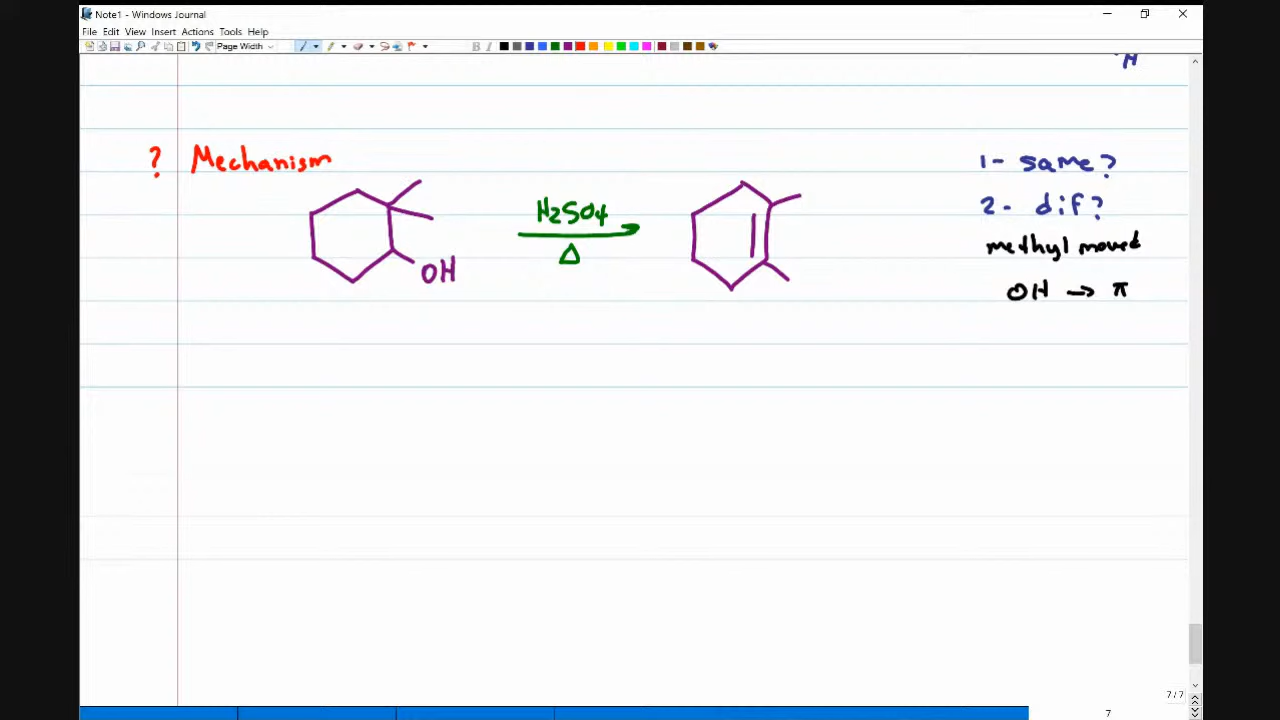 Note1 - Windows Journal
File Edit View Insert Actions Tools Help
Page Width
B I
H
? Mechanism
1- same?
2- dif?
methyl moved
OH → π
H2SO4
Δ
OH
7 / 7
7